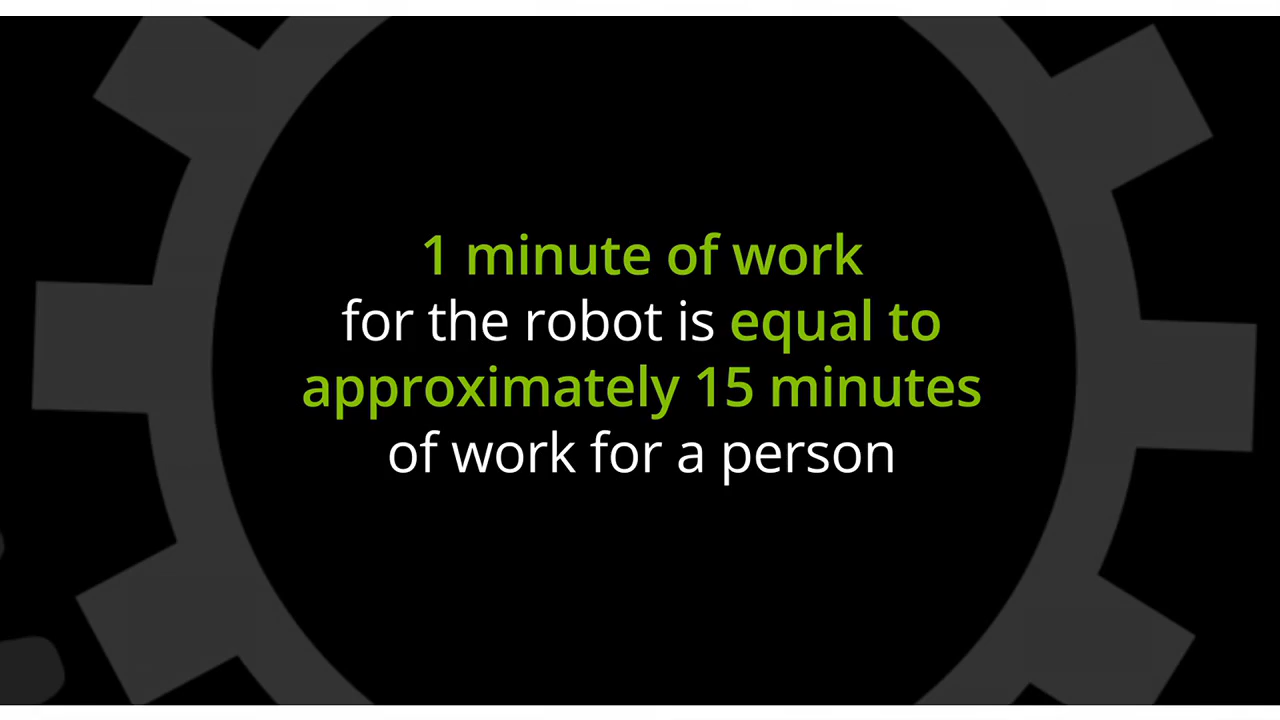 1 minute of work
for the robot is equal to
approximately 15 minutes
of work for a person